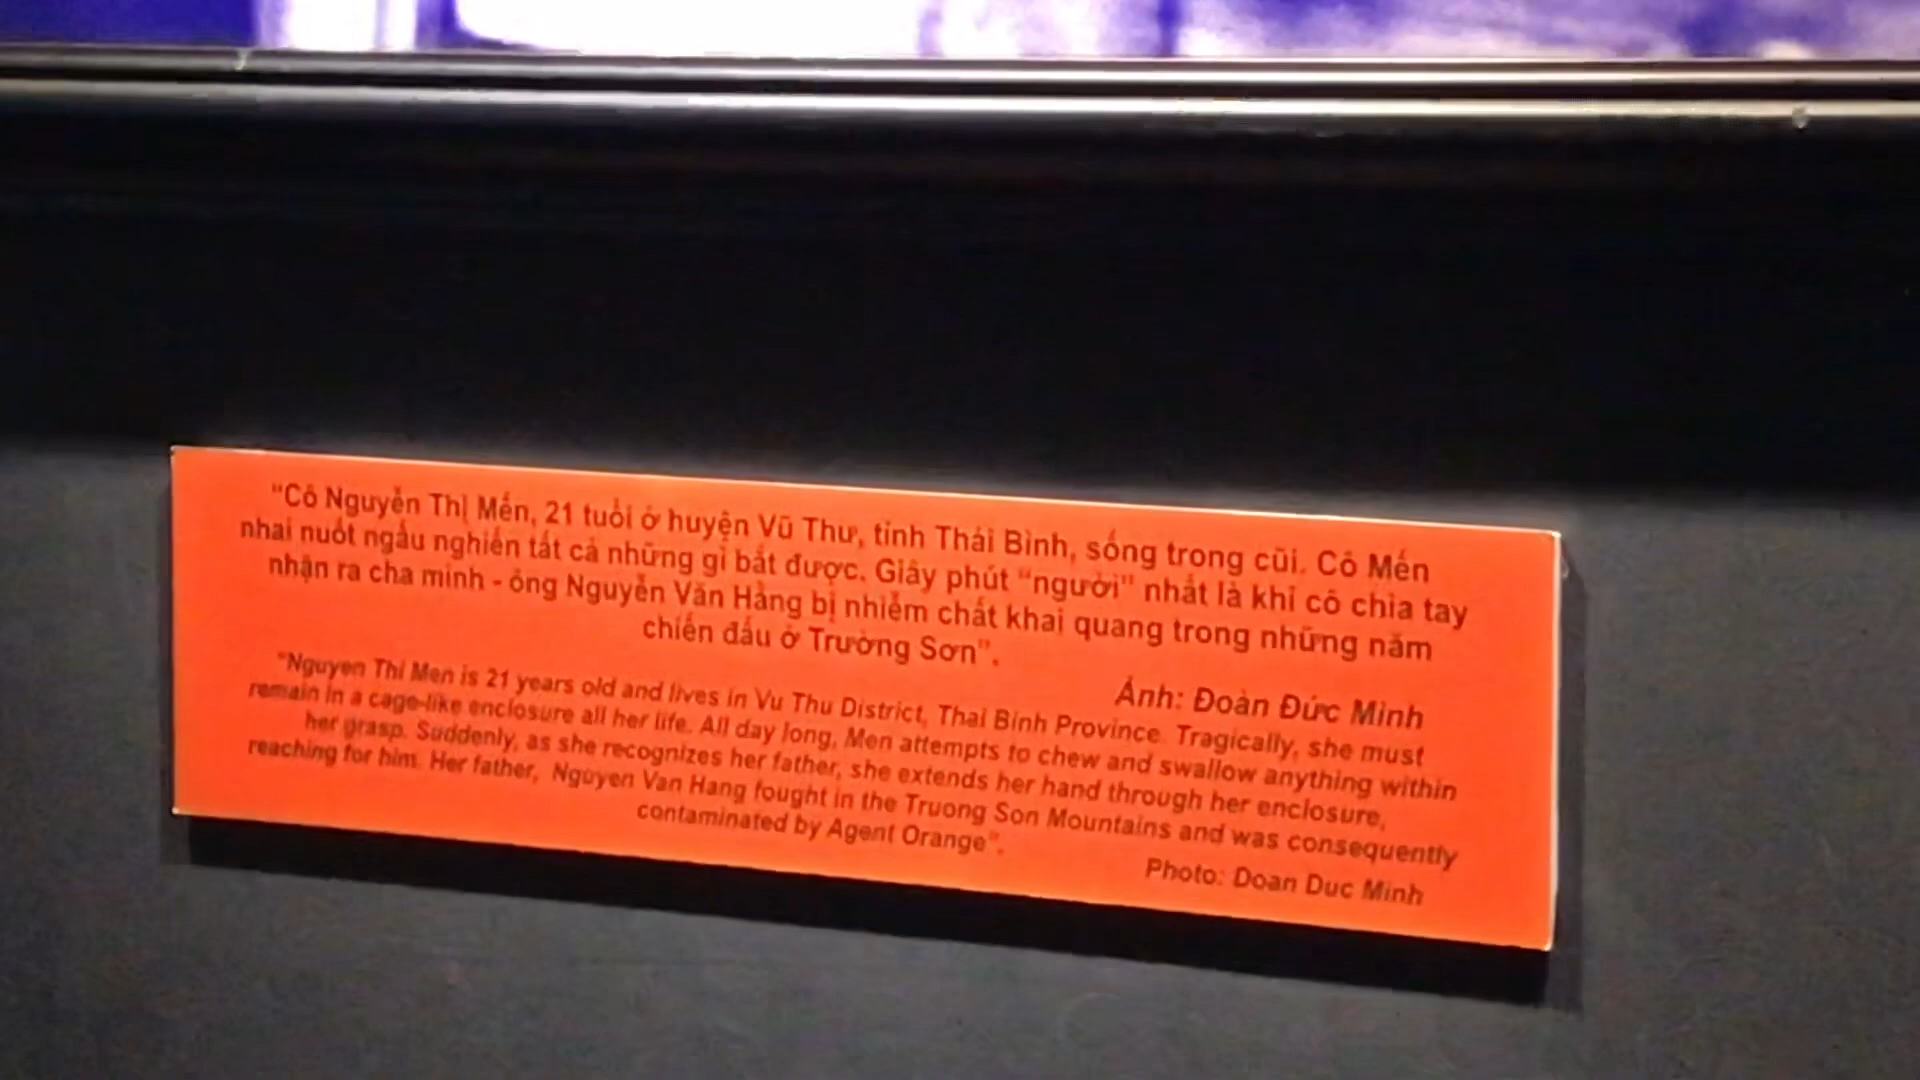 "Cô Nguyễn Thị Mến, 21 tuổi ở huyện Vũ Thư, tỉnh Thái Bình, sống trong cũi. Cô Mến
nhai nuốt ngấu nghiến tất cả những gì bắt được. Giây phút "người" nhất là khi cô chìa tay
nhận ra cha mình - ông Nguyễn Văn Hằng bị nhiễm chất khai quang trong những năm
chiến đấu ở Trường Sơn".
Ảnh: Đoàn Đức Minh
"Nguyen Thi Men is 21 years old and lives in Vu Thu District, Thai Binh Province. Tragically, she must
remain in a cage-like enclosure all her life. All day long, Men attempts to chew and swallow anything within
her grasp. Suddenly, as she recognizes her father, she extends her hand through her enclosure,
reaching for him. Her father, Nguyen Van Hang fought in the Truong Son Mountains and was consequently
contaminated by Agent Orange".
Photo: Doan Duc Minh